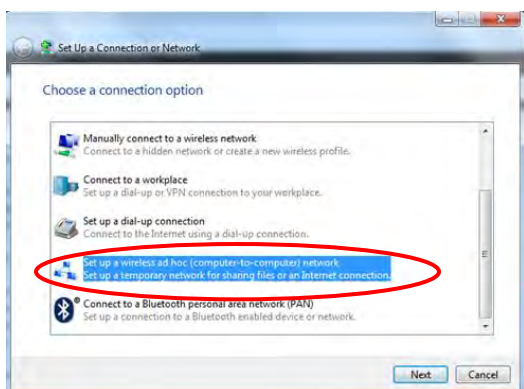 Set Up a Connection or Network
Choose a connection option
Manually connect to a wireless network
Connect to a hidden network or create a new wireless profile.
Connect to a workplace
Set up a dial-up or VPN connection to your workplace.
Set up a dial-up connection
Connect to the Internet using a dial-up connection.
Set up a wireless ad hoc (computer-to-computer) network
Set up a temporary network for sharing files or an Internet connection.
Connect to a Bluetooth personal area network (PAN)
Set up a connection to a Bluetooth enabled device or network.
Next Cancel